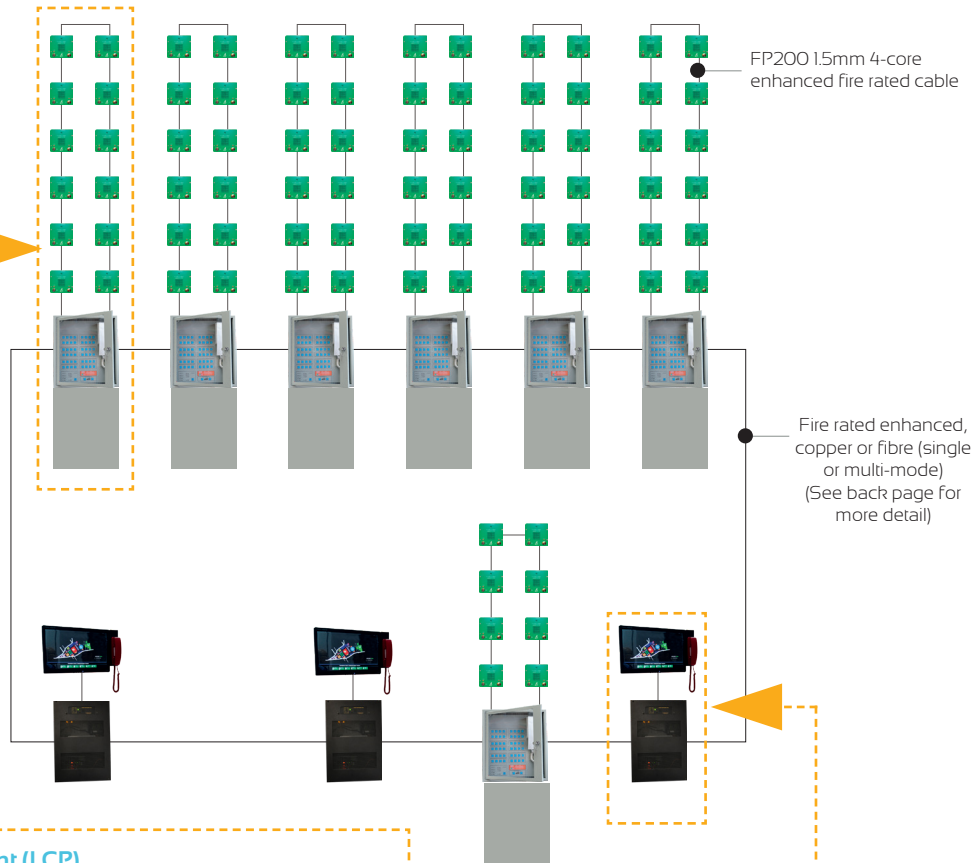 FP200 1.5mm 4-core
enhanced fire rated cable
Fire rated enhanced,
copper or fibre (single
or multi-mode)
(See back page for
more detail)
(LCP)